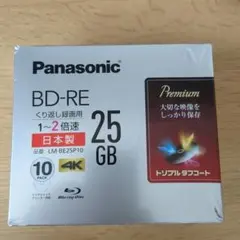 Panasonic
BD-RE
くり返し録画用
1~2倍速
日本製
品番 LM-BE25P10
25
GB
10
PACK
4K
Blu-ray Disc
Premium
大切な映像を
しっかり保存
トリプルタフコート